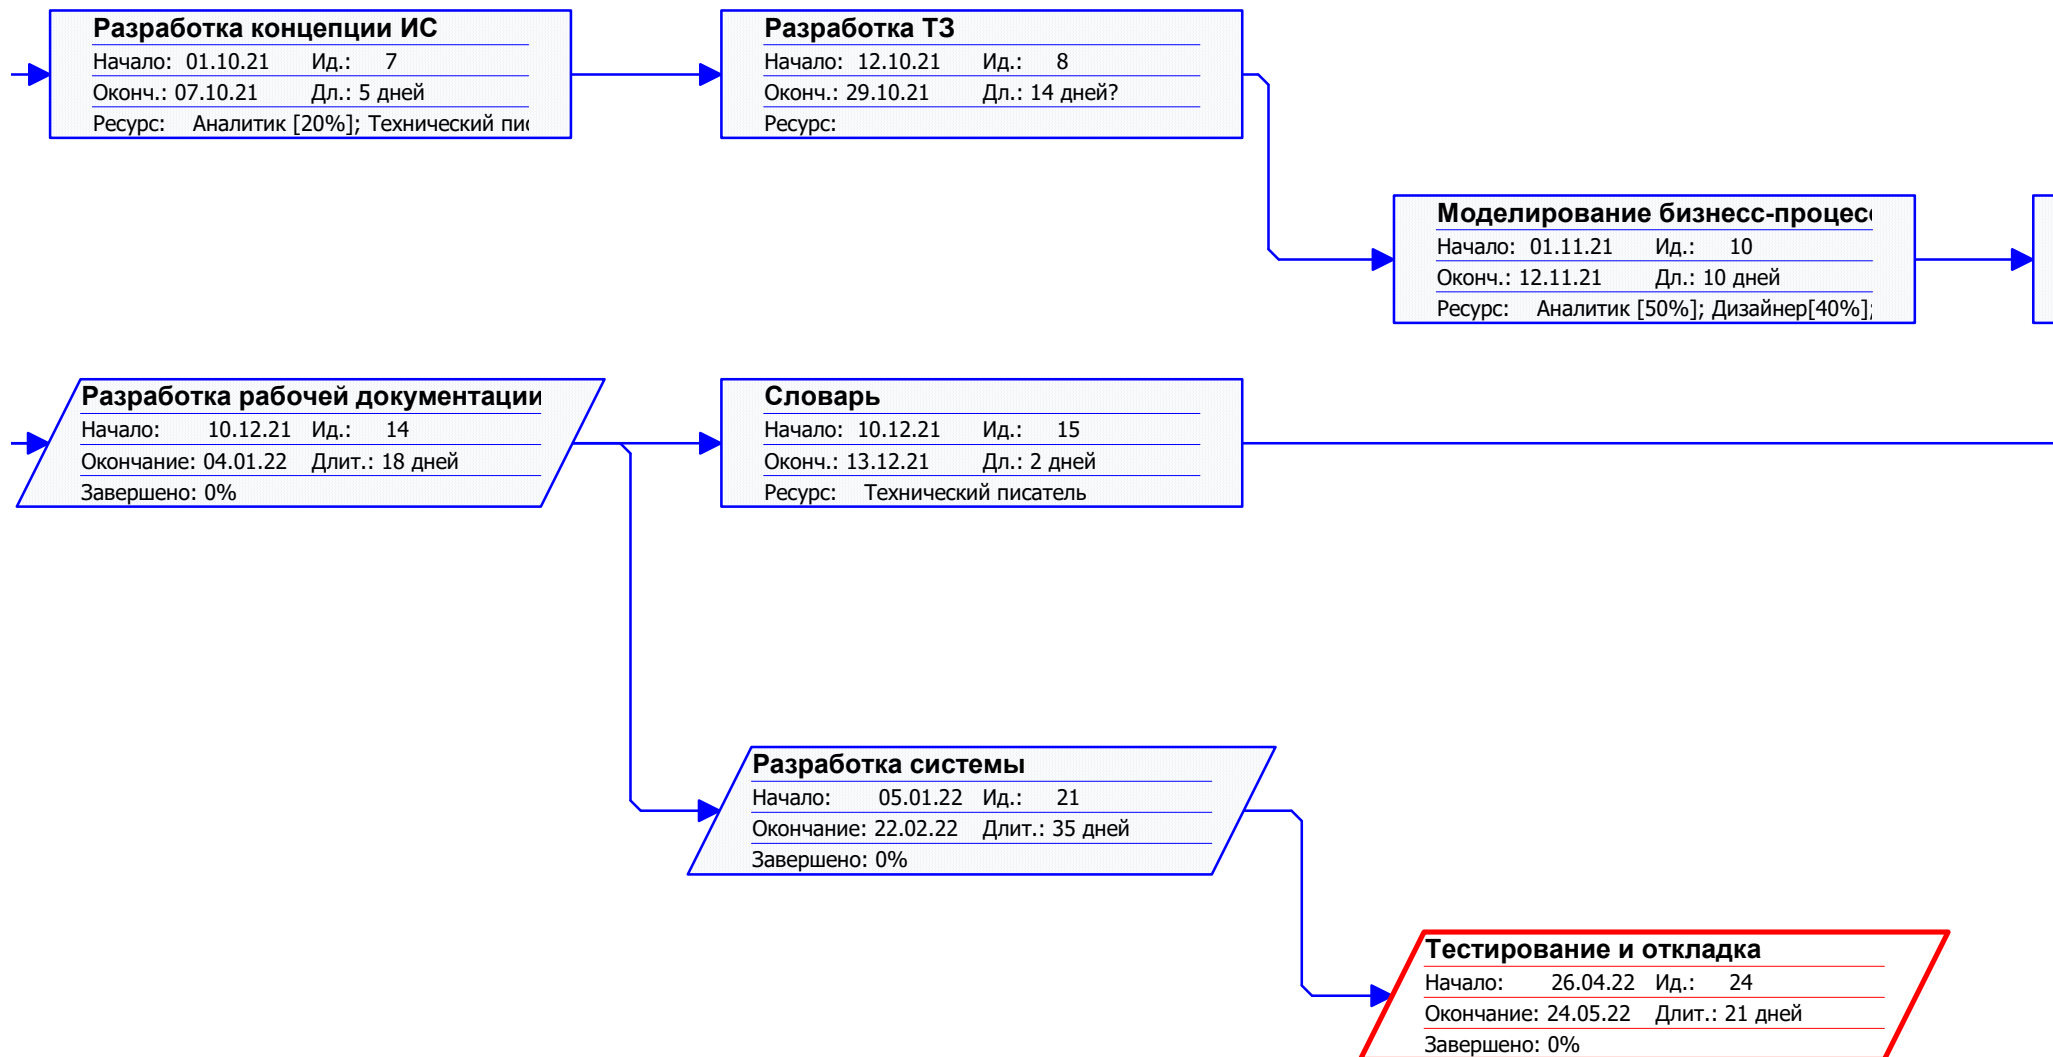 Разработка концепции ИС
Начало: 01.10.21 Ид.: 7
Оконч.: 07.10.21 Дл.: 5 дней
Ресурс: Аналитик [20%]; Технический пис
Разработка ТЗ
Начало: 12.10.21 Ид.: 8
Оконч.: 29.10.21 Дл.: 14 дней?
Ресурс:
Моделирование бизнесс-процесс
Начало: 01.11.21 Ид.: 10
Оконч.: 12.11.21 Дл.: 10 дней
Ресурс: Аналитик [50%]; Дизайнер[40%];
Разработка рабочей документации
Начало: 10.12.21 Ид.: 14
Окончание: 04.01.22 Длит.: 18 дней
Завершено: 0%
Словарь
Начало: 10.12.21 Ид.: 15
Оконч.: 13.12.21 Дл.: 2 дней
Ресурс: Технический писатель
Разработка системы
Начало: 05.01.22 Ид.: 21
Окончание: 22.02.22 Длит.: 35 дней
Завершено: 0%
Тестирование и откладка
Начало: 26.04.22 Ид.: 24
Окончание: 24.05.22 Длит.: 21 дней
Завершено: 0%